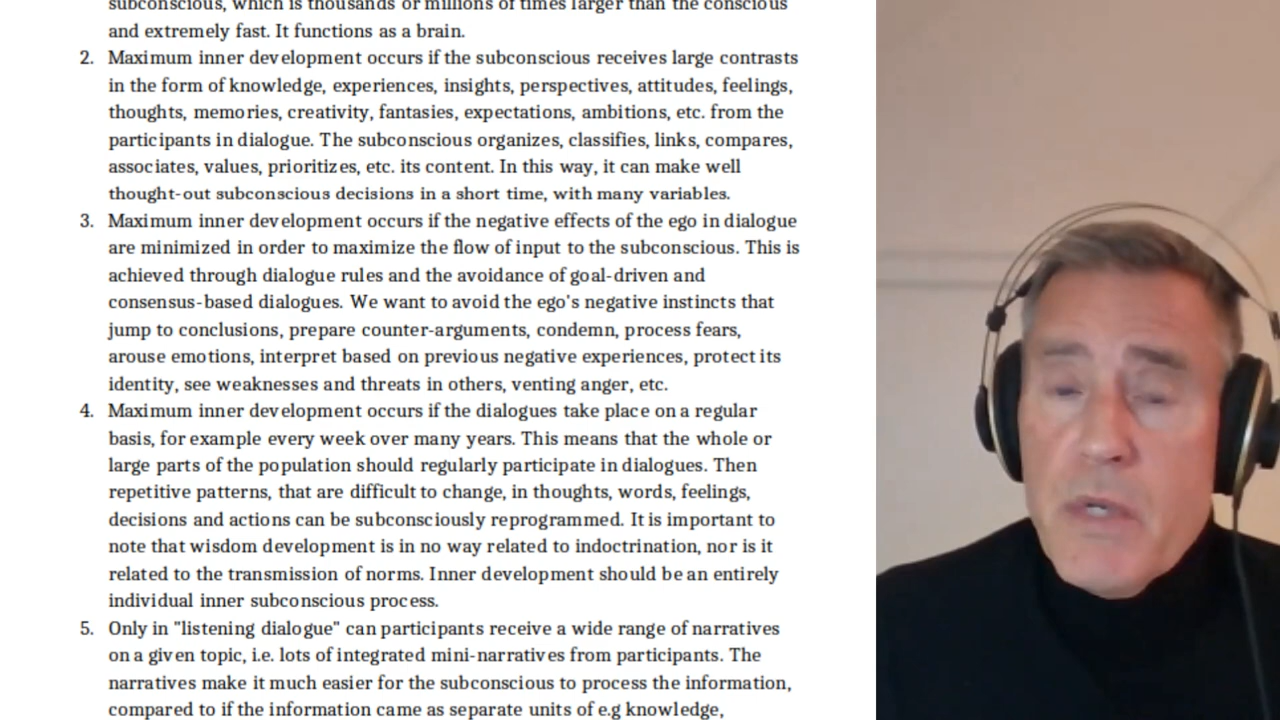 subconscious, which is thousands or millions of times larger than the conscious
and extremely fast. It functions as a brain.
2. Maximum inner development occurs if the subconscious receives large contrasts
in the form of knowledge, experiences, insights, perspectives, attitudes, feelings,
thoughts, memories, creativity, fantasies, expectations, ambitions, etc. from the
participants in dialogue. The subconscious organizes, classifies, links, compares,
associates, values, prioritizes, etc. its content. In this way, it can make well
thought-out subconscious decisions in a short time, with many variables.
3. Maximum inner development occurs if the negative effects of the ego in dialogue
are minimized in order to maximize the flow of input to the subconscious. This is
achieved through dialogue rules and the avoidance of goal-driven and
consensus-based dialogues. We want to avoid the ego's negative instincts that
jump to conclusions, prepare counter-arguments, condemn, process fears,
arouse emotions, interpret based on previous negative experiences, protect its
identity, see weaknesses and threats in others, venting anger, etc.
4. Maximum inner development occurs if the dialogues take place on a regular
basis, for example every week over many years. This means that the whole or
large parts of the population should regularly participate in dialogues. Then
repetitive patterns, that are difficult to change, in thoughts, words, feelings,
decisions and actions can be subconsciously reprogrammed. It is important to
note that wisdom development is in no way related to indoctrination, nor is it
related to the transmission of norms. Inner development should be an entirely
individual inner subconscious process.
5. Only in "listening dialogue" can participants receive a wide range of narratives
on a given topic, i.e. lots of integrated mini-narratives from participants. The
narratives make it much easier for the subconscious to process the information,
compared to if the information came as separate units of e.g knowledge,